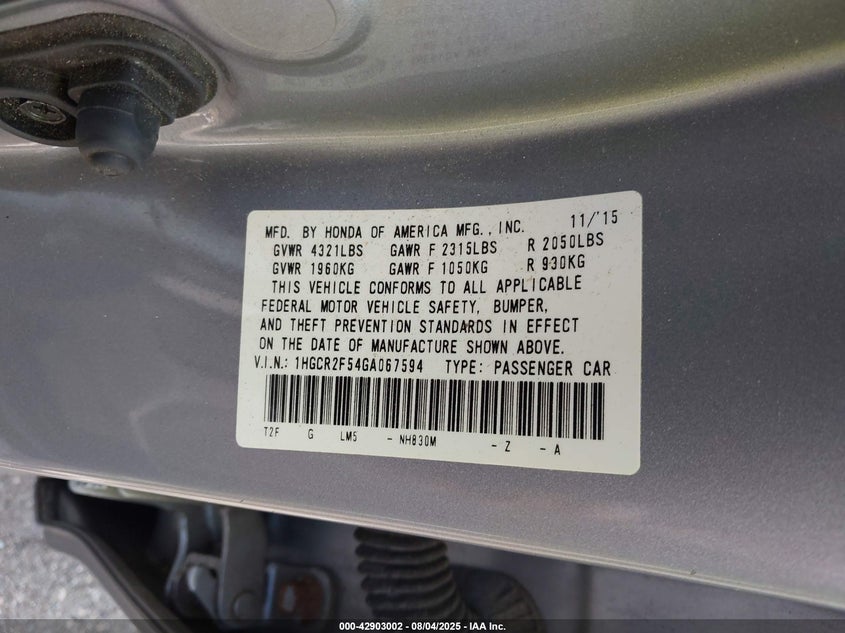 MFD. BY HONDA OF AMERICA MFG., INC. 11/'15
GVWR 4321LBS GAWR F 2315LBS R 2050LBS
GVWR 1960KG GAWR F 1050KG R 930KG
THIS VEHICLE CONFORMS TO ALL APPLICABLE
FEDERAL MOTOR VEHICLE SAFETY, BUMPER,
AND THEFT PREVENTION STANDARDS IN EFFECT
ON THE DATE OF MANUFACTURE SHOWN ABOVE.
V.I.N.: 1HGCR2F54GA067594 TYPE: PASSENGER CAR
T2F G LM5 - NH830M - Z - A
000-42903002 - 08/04/2025 - IAA Inc.